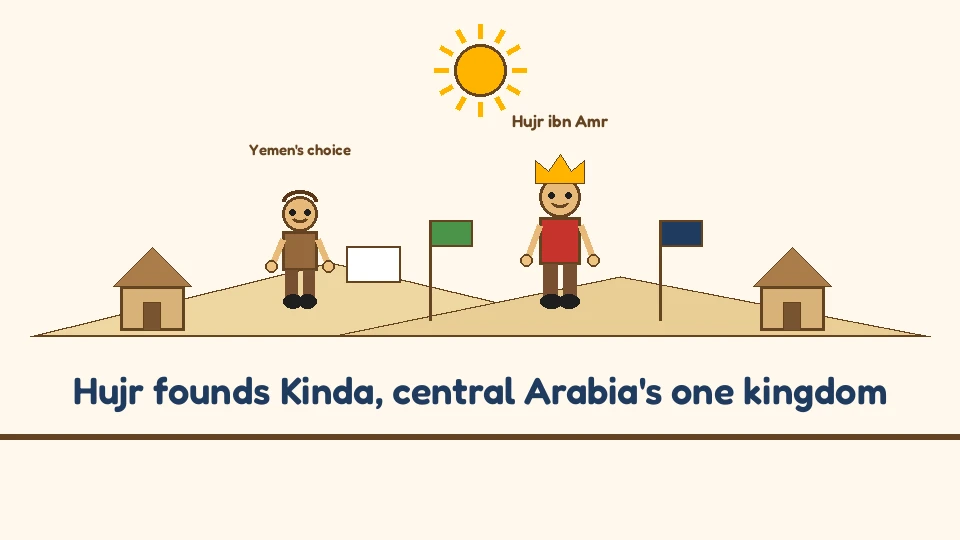 Hujr ibn Amr
Yemen's choice
Hujr founds Kinda, central Arabia's one kingdom